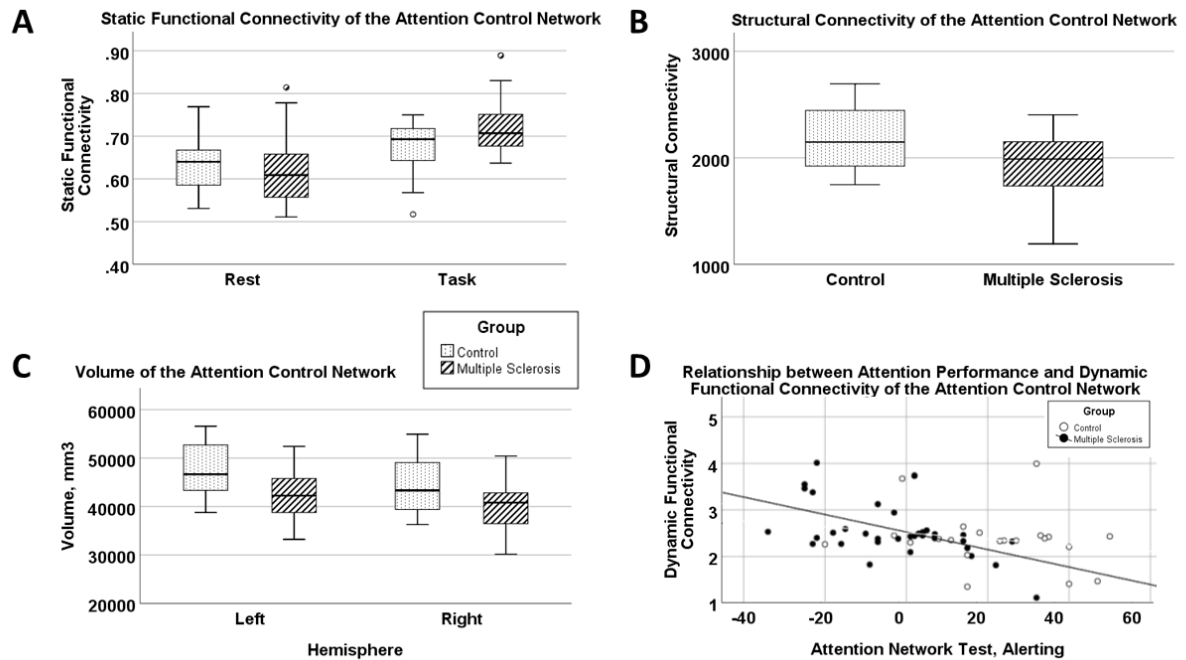 A
Static Functional Connectivity of the Attention Control Network
Static Functional
Connectivity
.90
.80
.70
.60
.50
.40
Rest
Task
B
Structural Connectivity of the Attention Control Network
Structural Connectivity
3000
2000
1000
Control
Multiple Sclerosis
Group
Control
Multiple Sclerosis
C
Volume of the Attention Control Network
Volume, mm3
60000
50000
40000
30000
20000
Left
Right
Hemisphere
D
Relationship between Attention Performance and Dynamic
Functional Connectivity of the Attention Control Network
Group
Control
Multiple Sclerosis
Dynamic Functional
Connectivity
5
4
3
2
1
-40
-20
0
20
40
60
Attention Network Test, Alerting